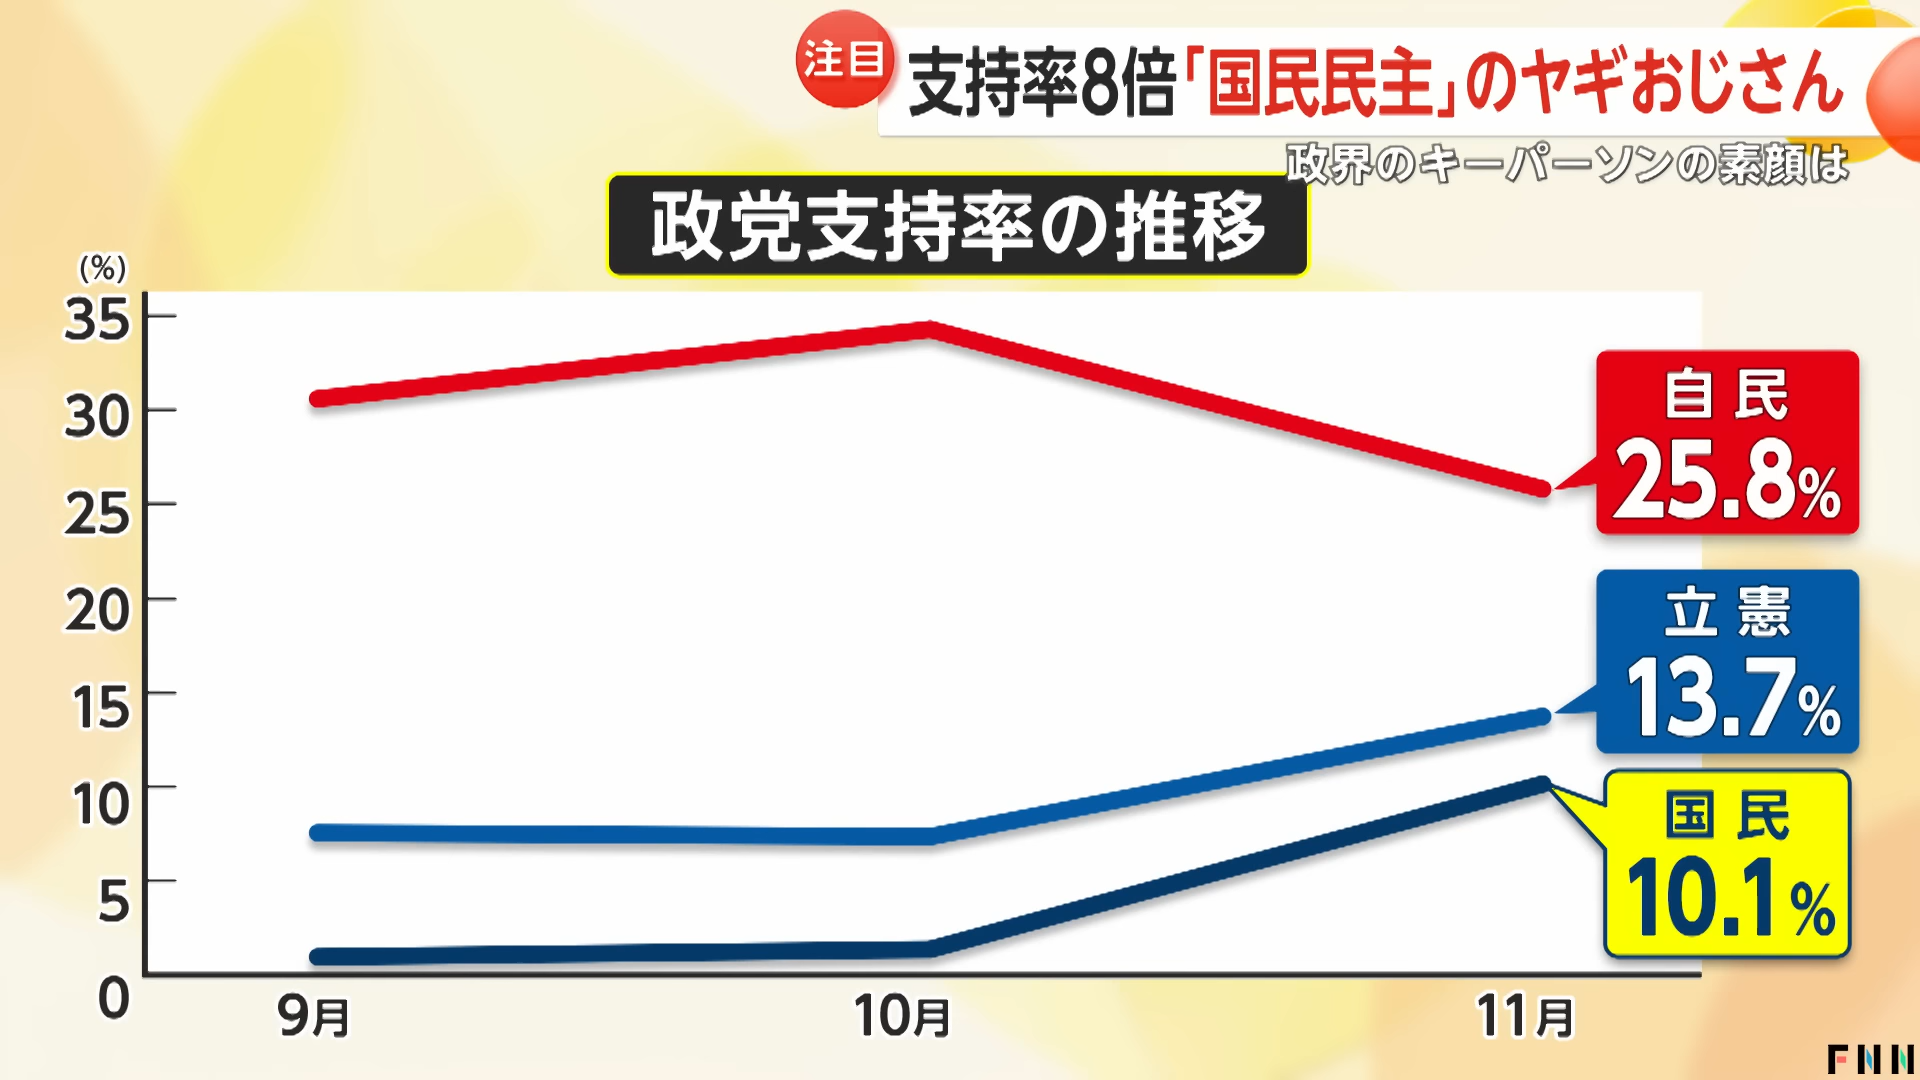 注目
支持率8倍「国民民主」のヤギおじさん
政界のキーパーソンの素顔は
政党支持率の推移
(%)
35
30
25
20
15
10
5
0
9月
10月
11月
自民
25.8%
立憲
13.7%
国民
10.1%
FNN